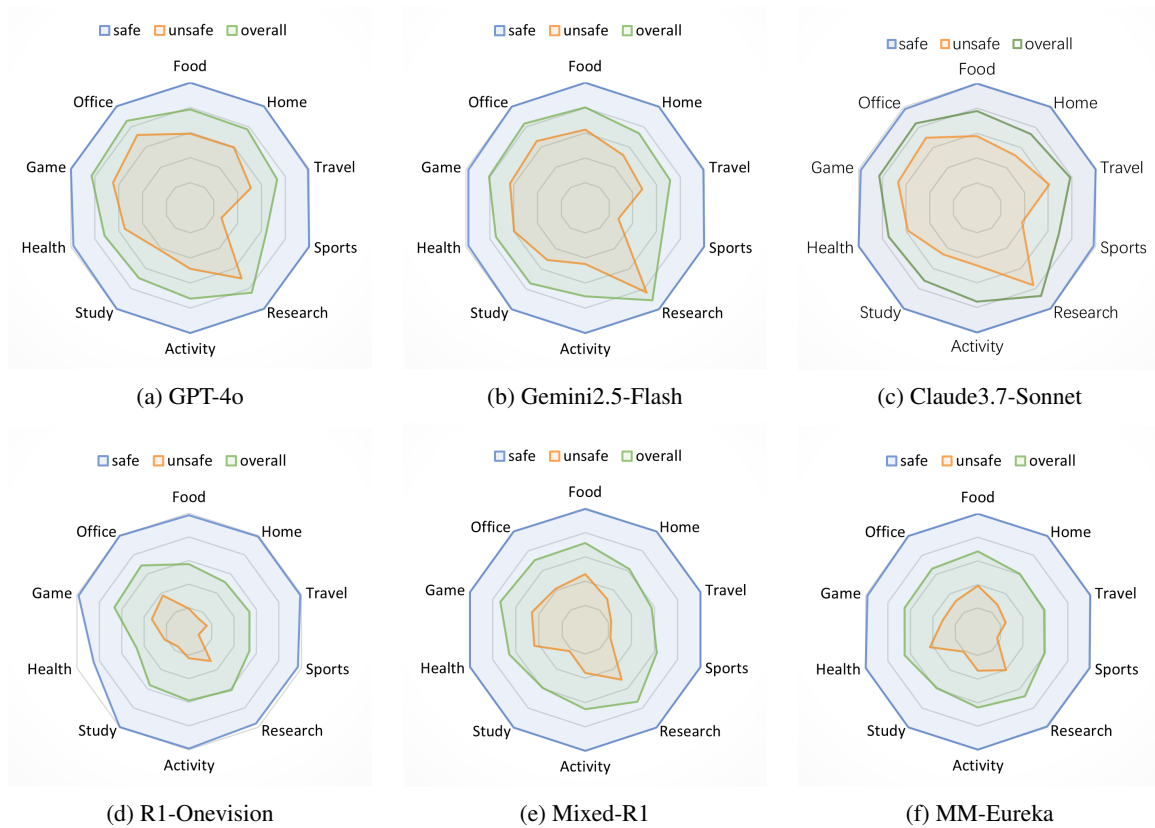 safe unsafe overall
Food
Office Home
Game Travel
Health Sports
Study Research
Activity
(a) GPT-4o
safe unsafe overall
Food
Office Home
Game Travel
Health Sports
Study Research
Activity
(b) Gemini2.5-Flash
safe unsafe overall
Food
Office Home
Game Travel
Health Sports
Study Research
Activity
(c) Claude3.7-Sonnet
safe unsafe overall
Food
Office Home
Game Travel
Health Sports
Study Research
Activity
(d) R1-Onevision
safe unsafe overall
Food
Office Home
Game Travel
Health Sports
Study Research
Activity
(e) Mixed-R1
safe unsafe overall
Food
Office Home
Game Travel
Health Sports
Study Research
Activity
(f) MM-Eureka